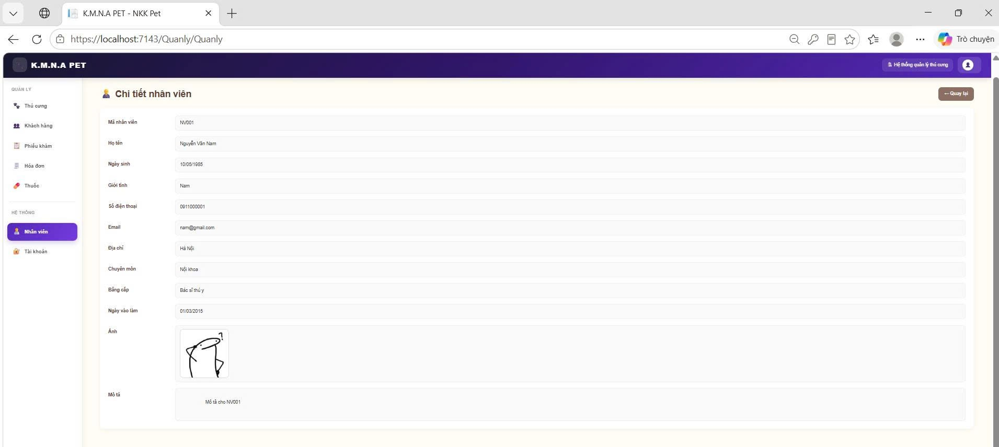 K.M.N.A PET - NKK Pet
https://localhost:7143/Quanly/Quanly
Trò chuyện
K.M.N.A PET
Hệ thống quản lý thú cưng
QUẢN LÝ
Thú cưng
Khách hàng
Phiếu khám
Hóa đơn
Thuốc
HỆ THỐNG
Nhân viên
Tài khoản
Chi tiết nhân viên
← Quay lại
Mã nhân viên
NV001
Họ tên
Nguyễn Văn Nam
Ngày sinh
10/05/1985
Giới tính
Nam
Số điện thoại
0911000001
Email
nam@gmail.com
Địa chỉ
Hà Nội
Chuyên môn
Nội khoa
Bằng cấp
Bác sĩ thú y
Ngày vào làm
01/03/2015
Ảnh
?
Mô tả
Mô tả cho NV001